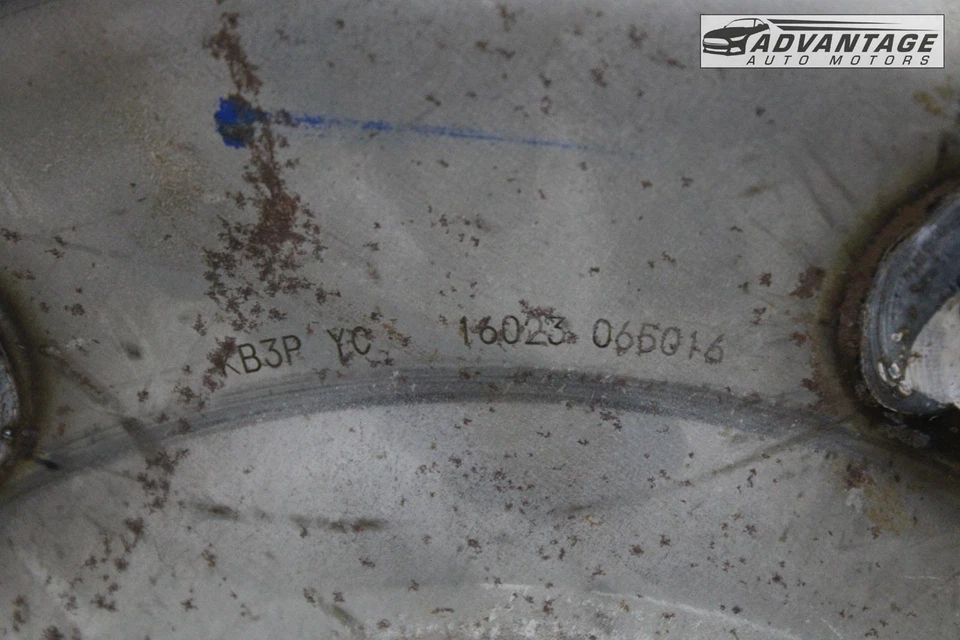 ADVANTAGE
AUTO MOTORS
KB3P YC 16023 065016